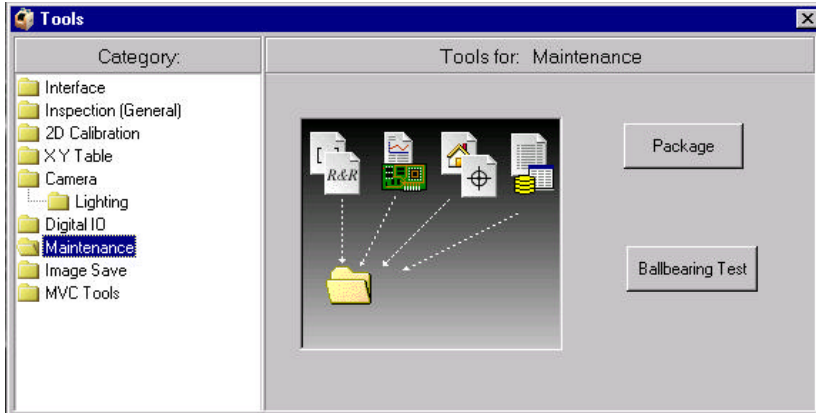 Tools
Category:
Tools for: Maintenance
Interface
Inspection (General)
2D Calibration
X Y Table
Camera
Lighting
Digital IO
Maintenance
Image Save
MVC Tools
R&R
Package
Ballbearing Test